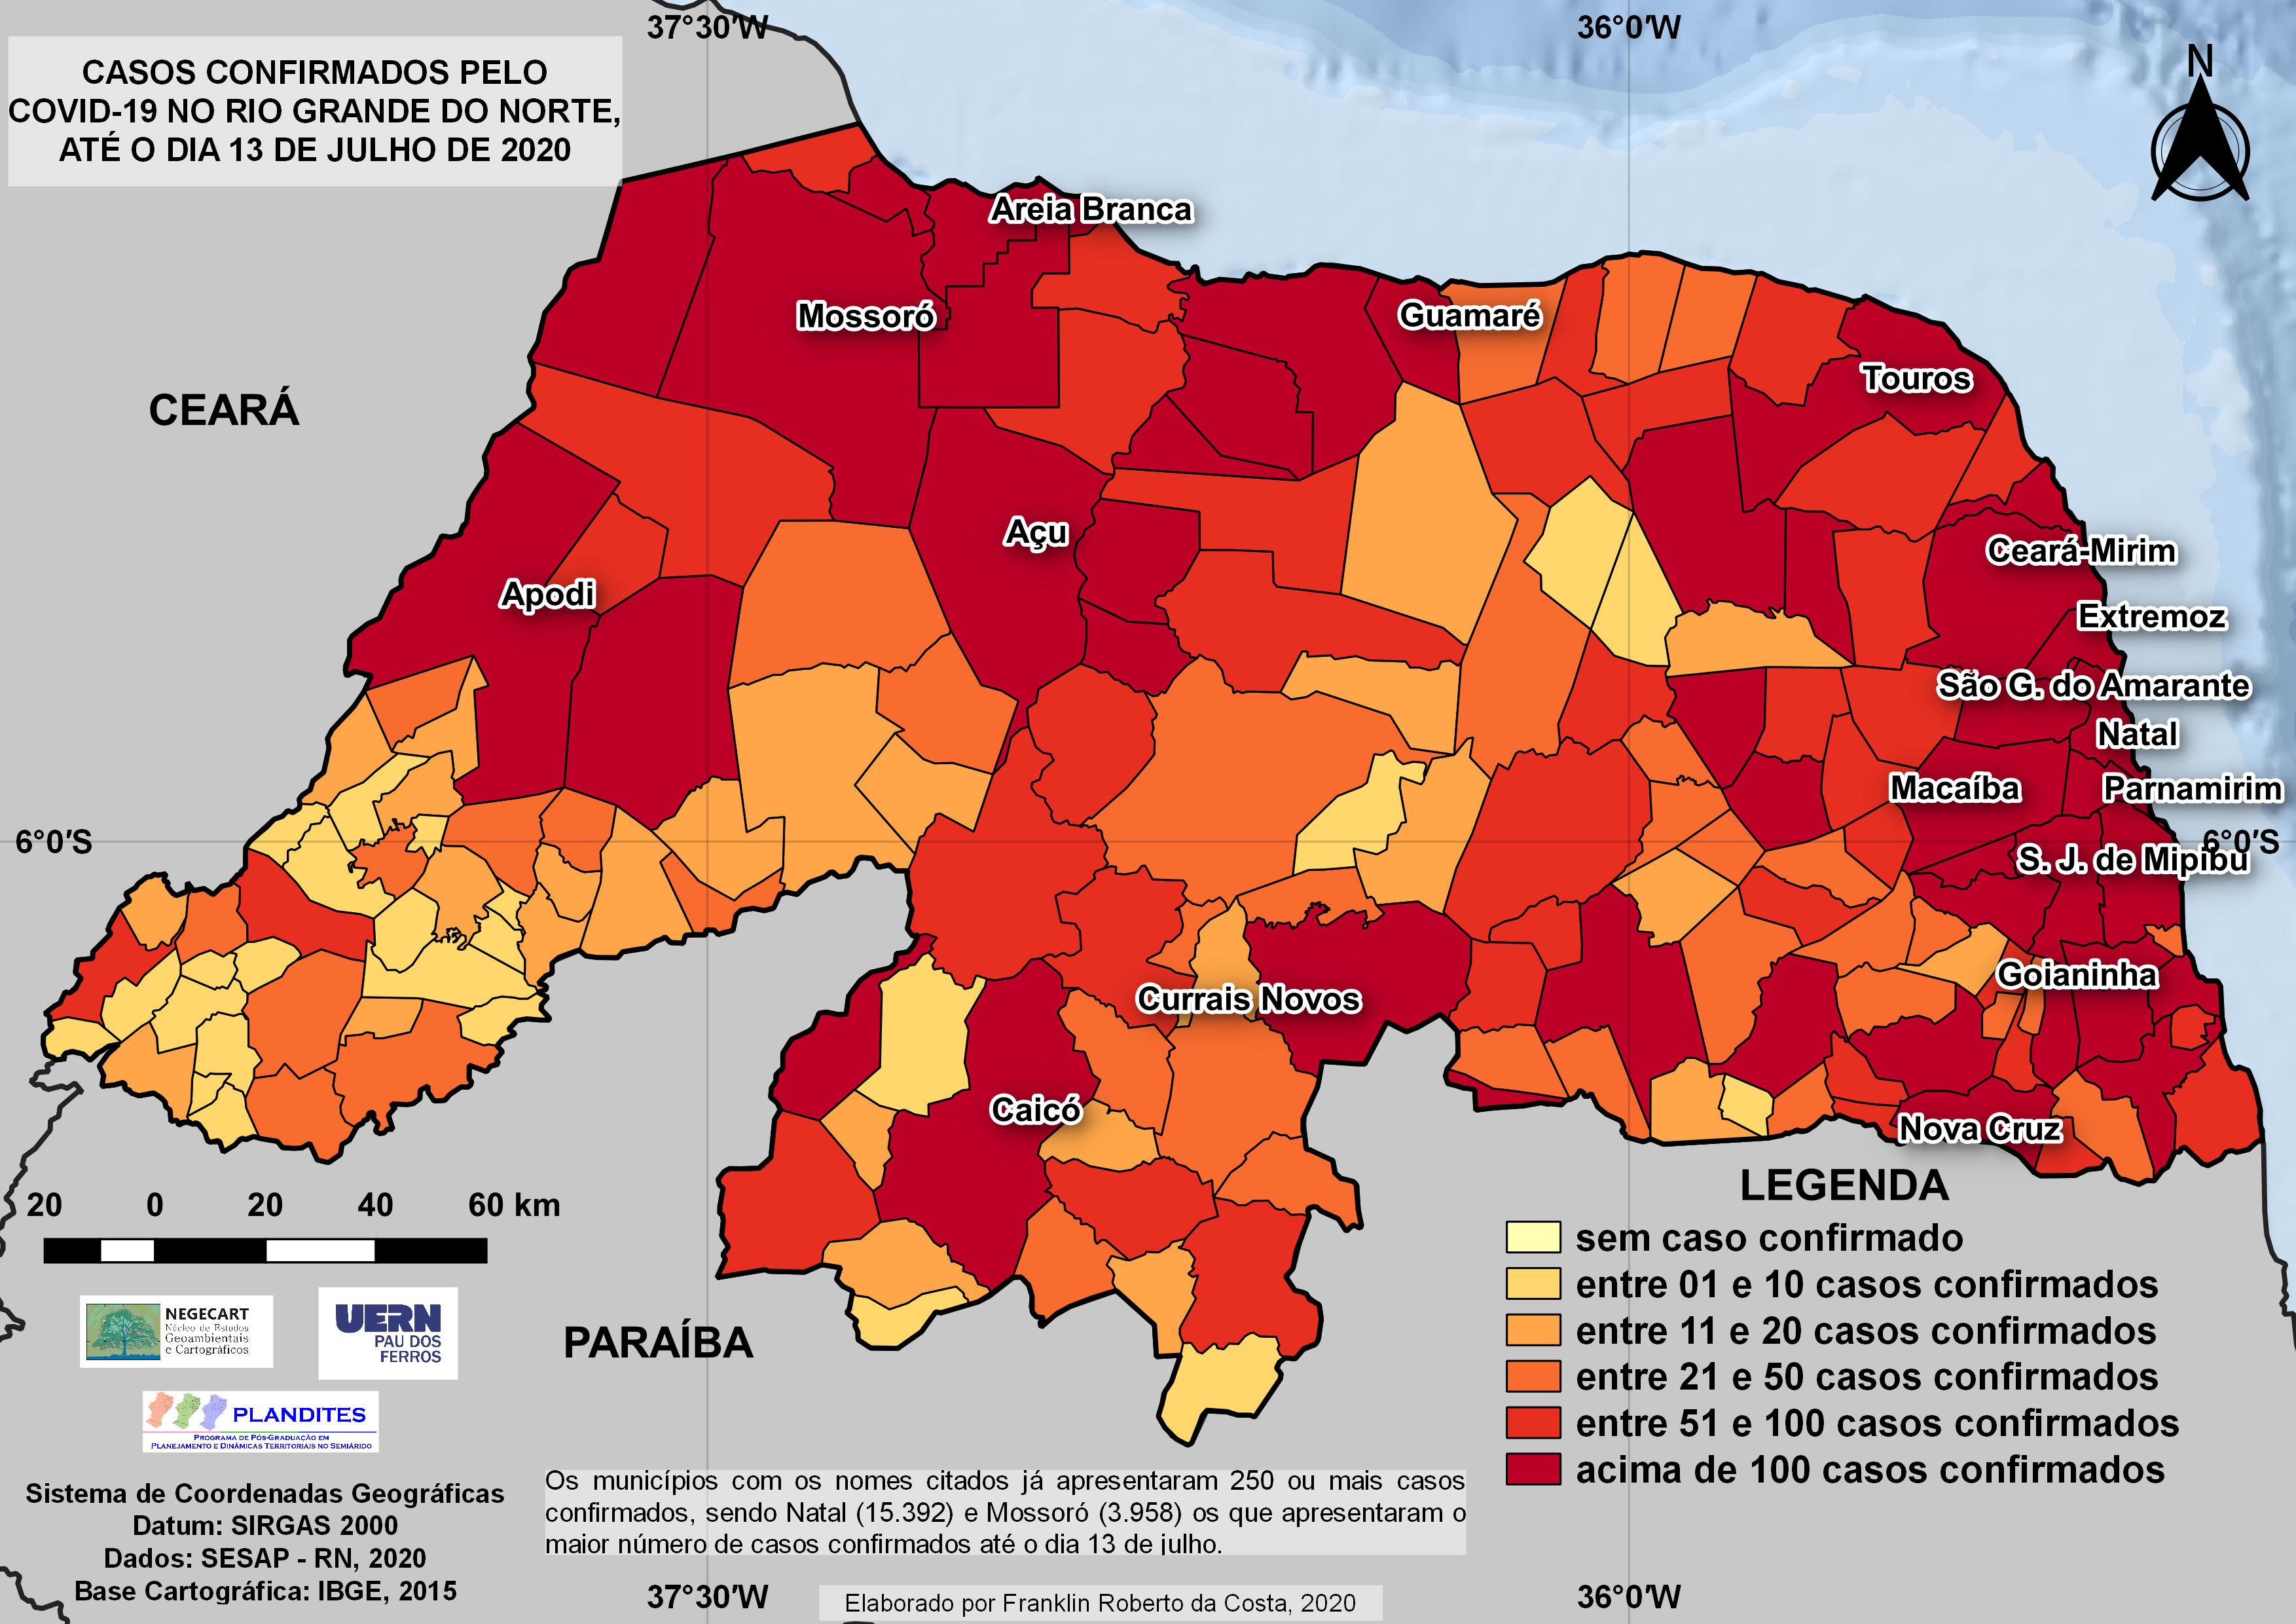 37°30′W
36°0′W
CASOS CONFIRMADOS PELO
COVID-19 NO RIO GRANDE DO NORTE,
ATÉ O DIA 13 DE JULHO DE 2020
N
Areia Branca
Mossoró
Guamaré
Touros
CEARÁ
Açu
Ceará-Mirim
Apodi
Extremoz
São G. do Amarante
Natal
Macaíba
Parnamirim
6°0′S
6°0′S
S. J. de Mipibu
Goianinha
Currais Novos
Caicó
Nova Cruz
20 0 20 40 60 km
LEGENDA
sem caso confirmado
entre 01 e 10 casos confirmados
entre 11 e 20 casos confirmados
entre 21 e 50 casos confirmados
entre 51 e 100 casos confirmados
acima de 100 casos confirmados
NEGECART
Núcleo de Estudos
Geoambientais
e Cartográficos
UERN
PAU DOS
FERROS
PARAÍBA
PLANDITES
PROGRAMA DE PÓS-GRADUAÇÃO EM
PLANEJAMENTO E DINÂMICAS TERRITORIAIS NO SEMIÁRIDO
Sistema de Coordenadas Geográficas
Datum: SIRGAS 2000
Dados: SESAP - RN, 2020
Base Cartográfica: IBGE, 2015
Os municípios com os nomes citados já apresentaram 250 ou mais casos
confirmados, sendo Natal (15.392) e Mossoró (3.958) os que apresentaram o
maior número de casos confirmados até o dia 13 de julho.
37°30′W
Elaborado por Franklin Roberto da Costa, 2020
36°0′W